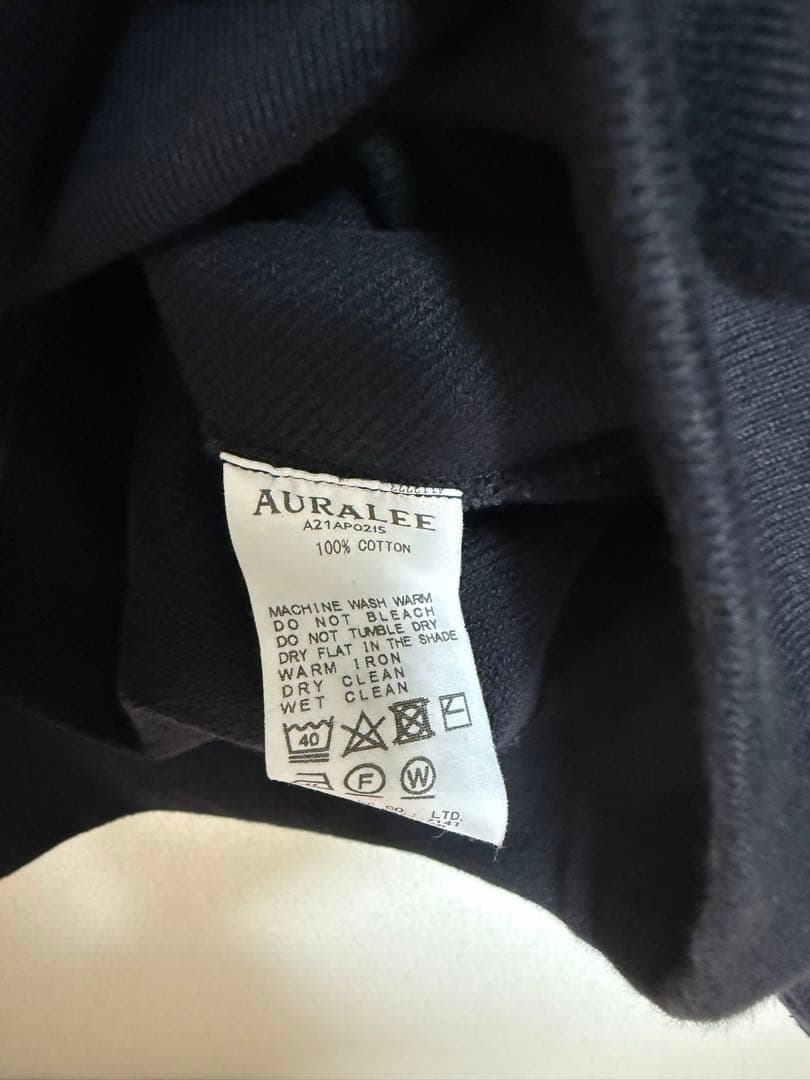 AURALEE
A21AP02IS
100% COTTON
MACHINE WASH WARM
DO NOT BLEACH
DO NOT TUMBLE DRY
DRY FLAT IN THE SHADE
WARM IRON
DRY CLEAN
WET CLEAN
40
F W
LTD.